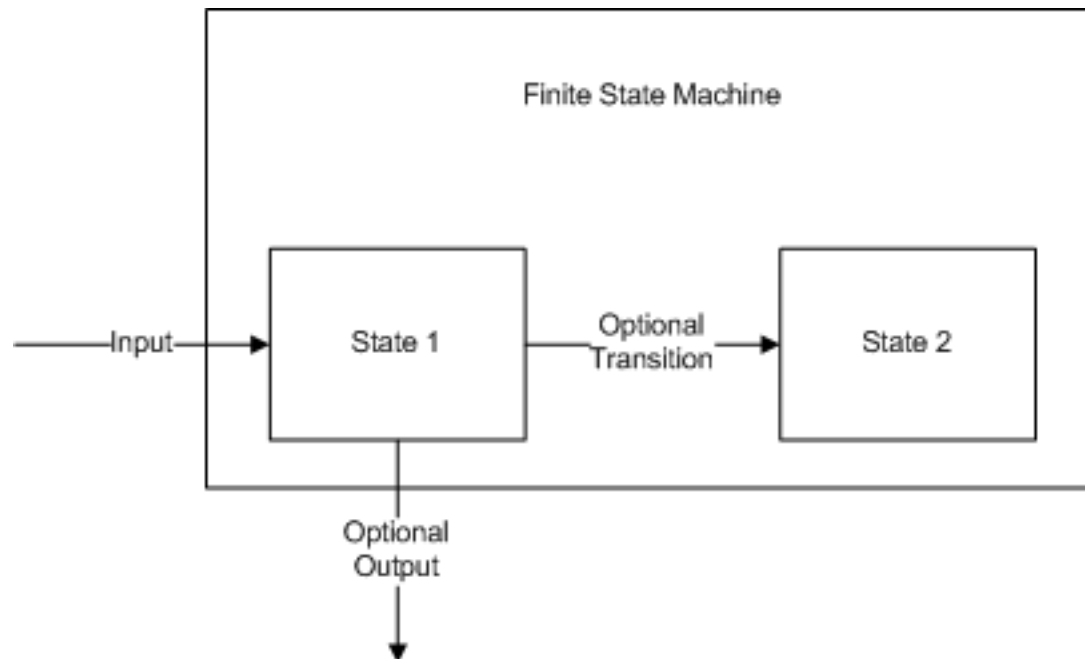 Finite State Machine
Input
State 1
Optional
Transition
State 2
Optional
Output